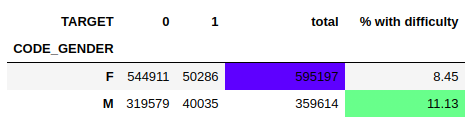 TARGET 0 1 total % with difficulty
CODE_GENDER
F 544911 50286 595197 8.45
M 319579 40035 359614 11.13